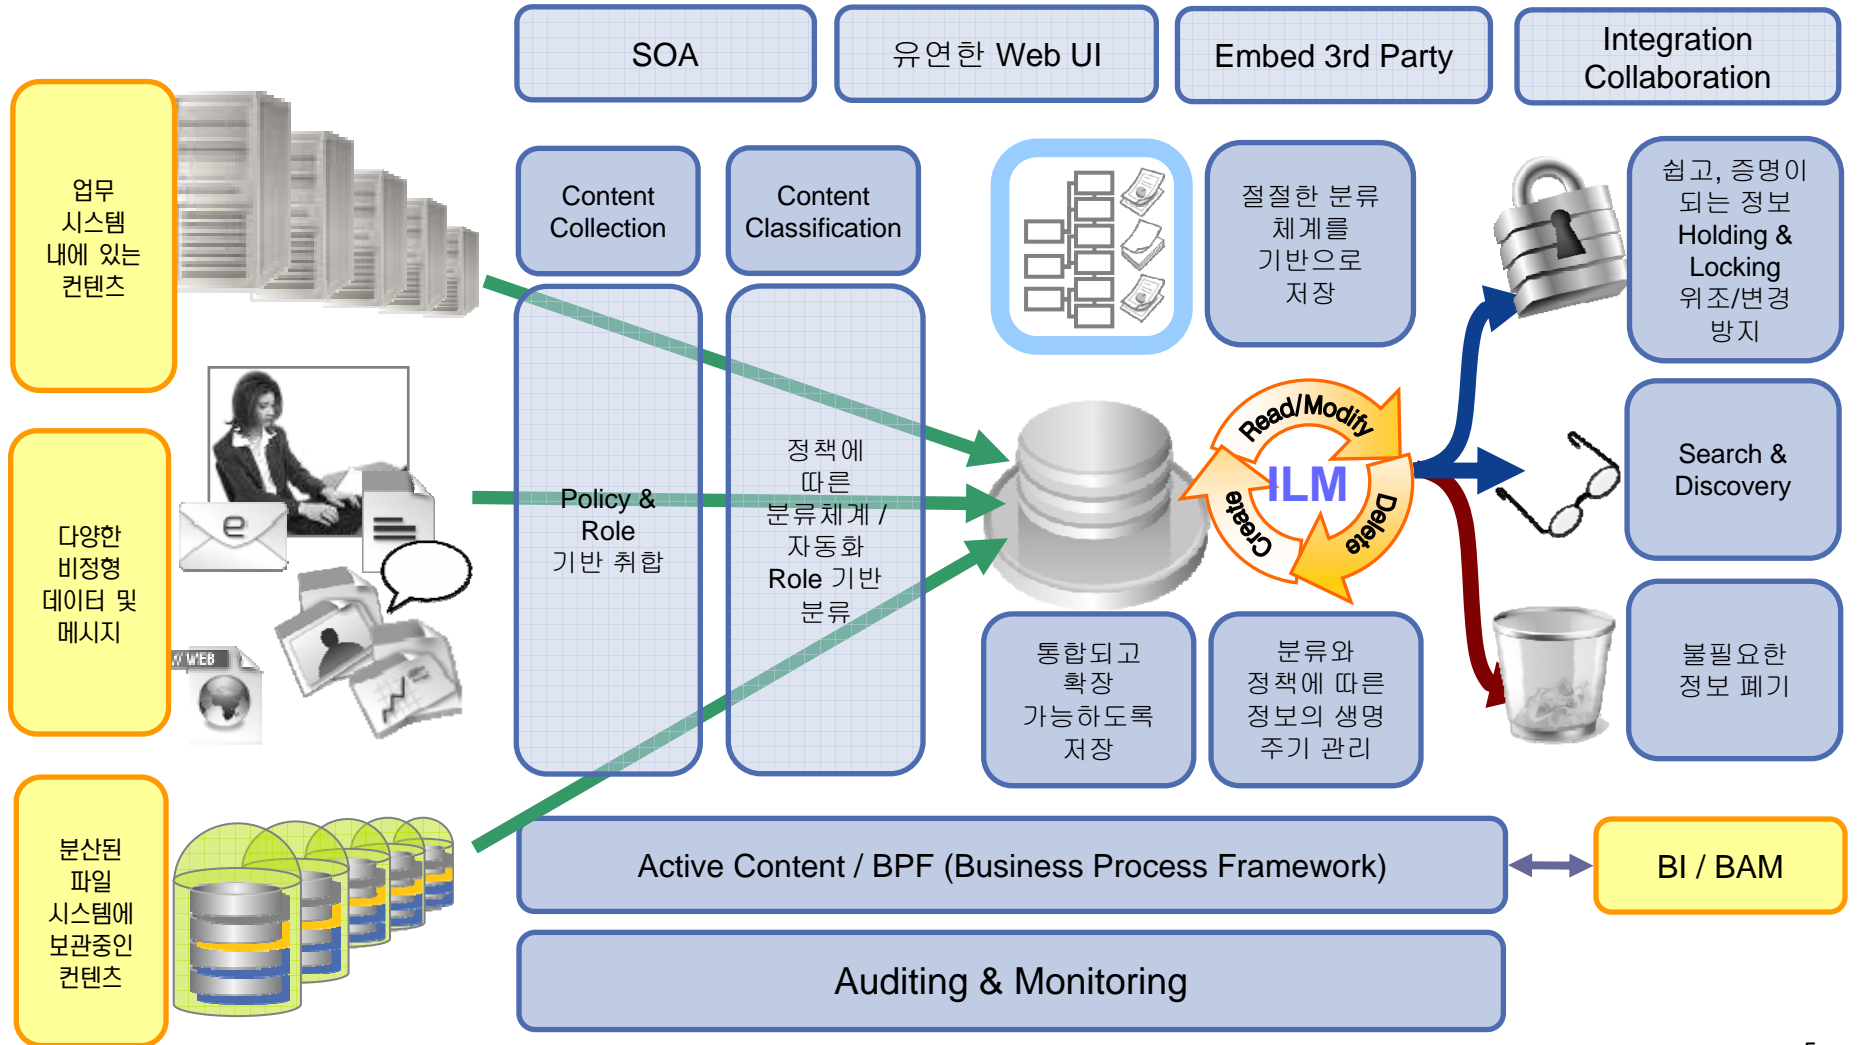 SOA
유연한 Web UI
Embed 3rd Party
Integration
Collaboration
업무
시스템
내에 있는
컨텐츠
Content
Collection
Content
Classification
절절한 분류
체계를
기반으로
저장
쉽고, 증명이
되는 정보
Holding &
Locking
위조/변경
방지
다양한
비정형
데이터 및
메시지
e
WEB
Policy &
Role
기반 취합
정책에
따른
분류체계 /
자동화
Role 기반
분류
Read/Modify
ILM
Create
Delete
Search &
Discovery
통합되고
확장
가능하도록
저장
분류와
정책에 따른
정보의 생명
주기 관리
불필요한
정보 폐기
분산된
파일
시스템에
보관중인
컨텐츠
Active Content / BPF (Business Process Framework)
BI / BAM
Auditing & Monitoring